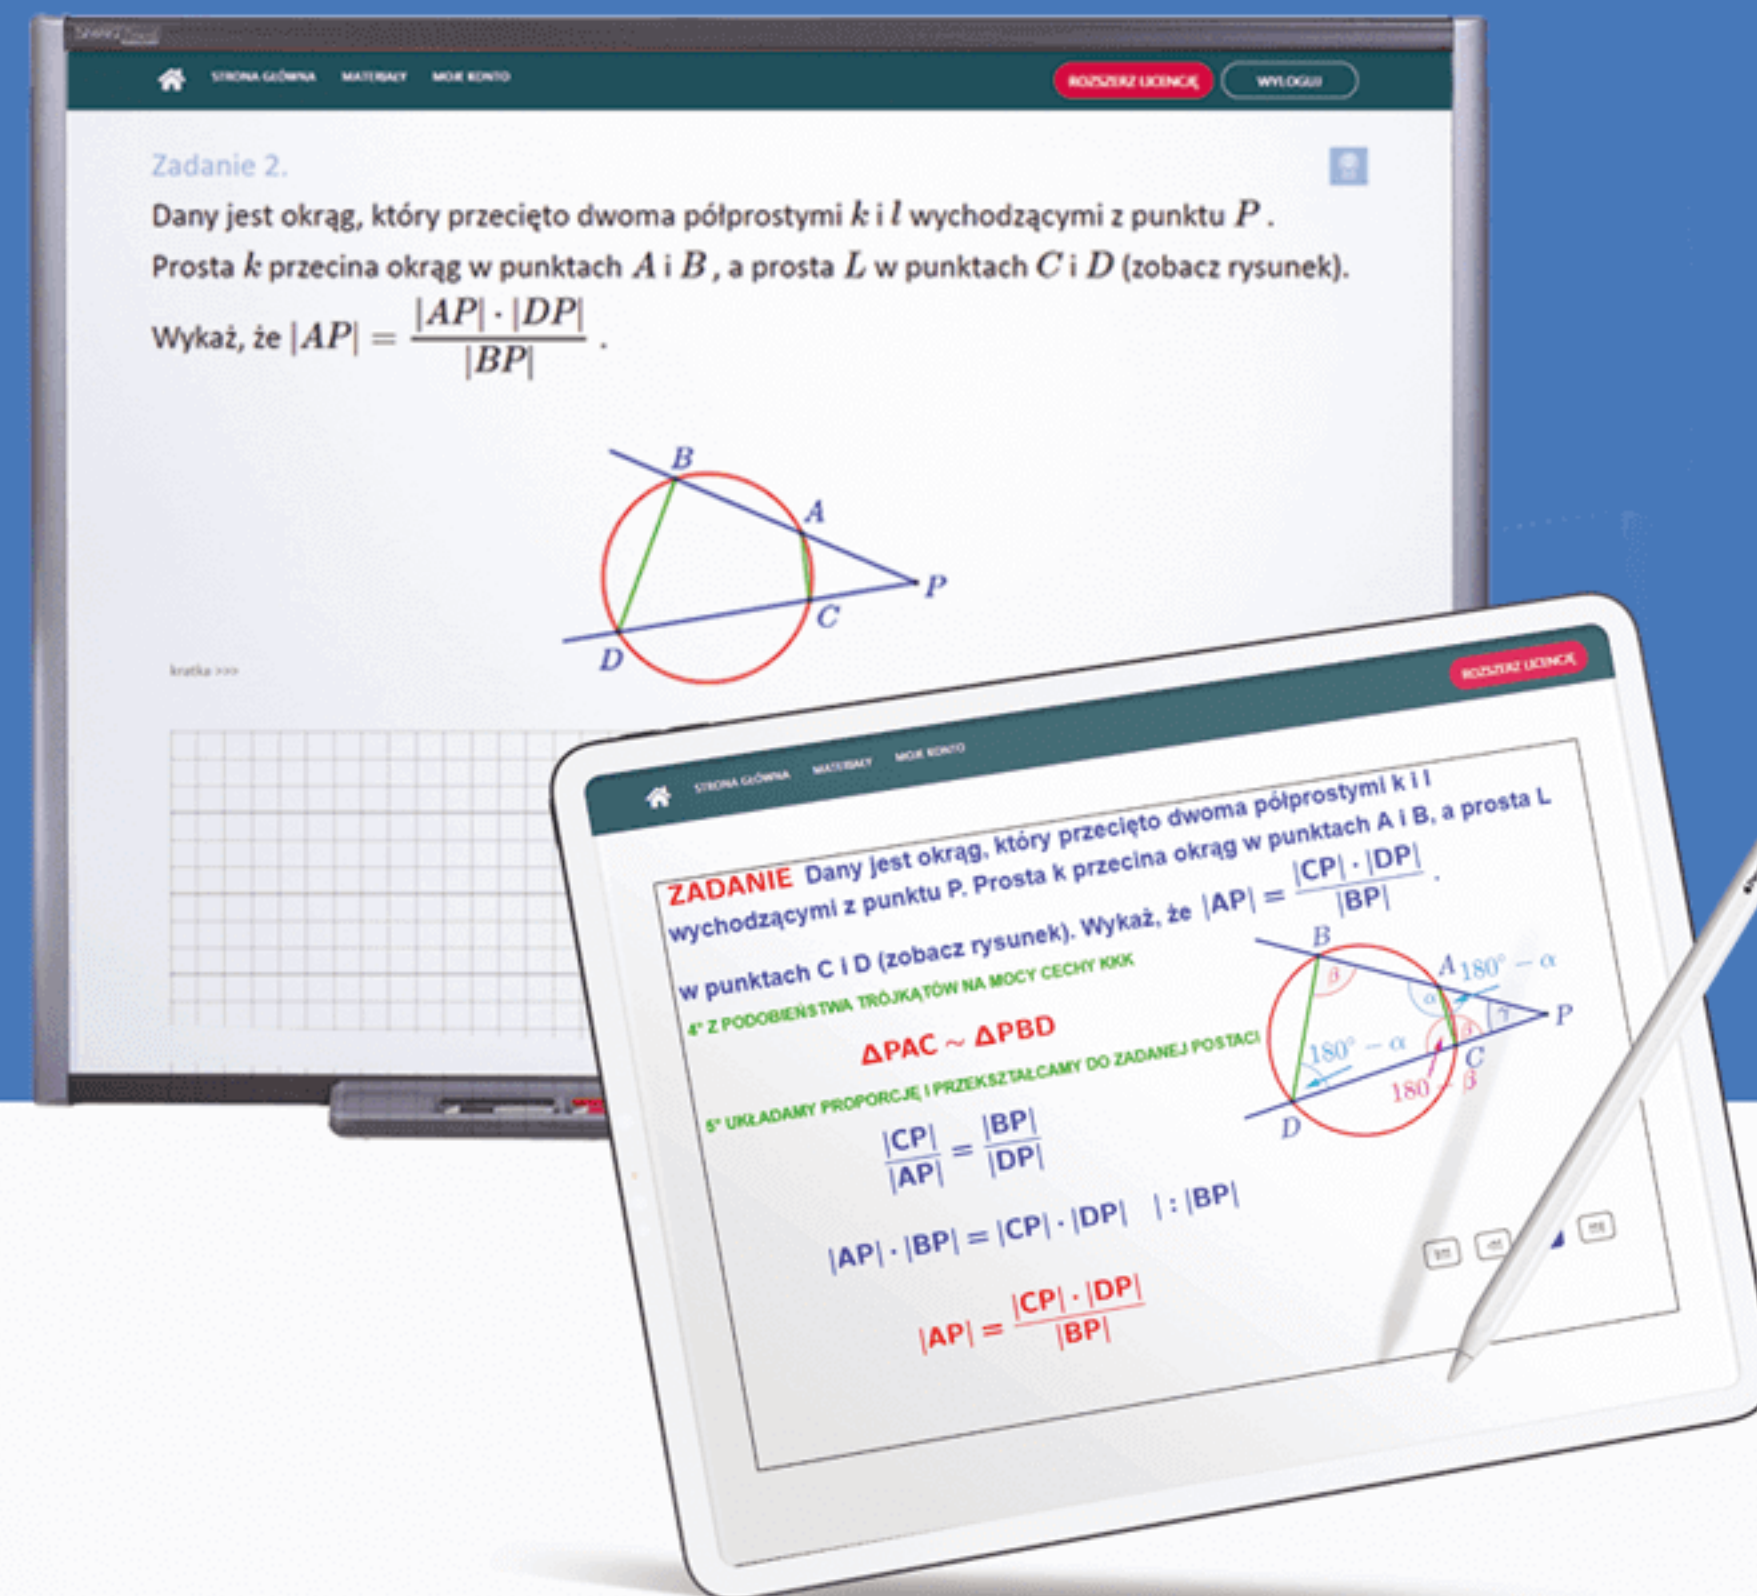 STRONA GŁÓWNA MATERIAŁY MOJE KONTO ROZSZERZ LICENCJĘ WYLOGUJ
Zadanie 2.
Dany jest okrąg, który przecięto dwoma półprostymi k i l wychodzącymi z punktu P .
Prosta k przecina okrąg w punktach A i B , a prosta L w punktach C i D (zobacz rysunek).
Wykaż, że |AP| = |AP| · |DP| / |BP| .
B
A
P
C
D
kratka >>>
ROZSZERZ LICENCJĘ
STRONA GŁÓWNA MATERIAŁY MOJE KONTO
ZADANIE Dany jest okrąg, który przecięto dwoma półprostymi k i l
wychodzącymi z punktu P. Prosta k przecina okrąg w punktach A i B, a prosta L
w punktach C i D (zobacz rysunek). Wykaż, że |AP| = |CP| · |DP| / |BP| .
4° Z PODOBIEŃSTWA TRÓJKĄTÓW NA MOCY CECHY KKK
ΔPAC ~ ΔPBD
5° UKŁADAMY PROPORCJĘ I PRZEKSZTAŁCAMY DO ZADANEJ POSTACI
|CP| / |AP| = |BP| / |DP|
|AP| · |BP| = |CP| · |DP| | : |BP|
|AP| = |CP| · |DP| / |BP|
B
β
A 180° − α
α
γ
P
β
180° − α
C
180 − β
D